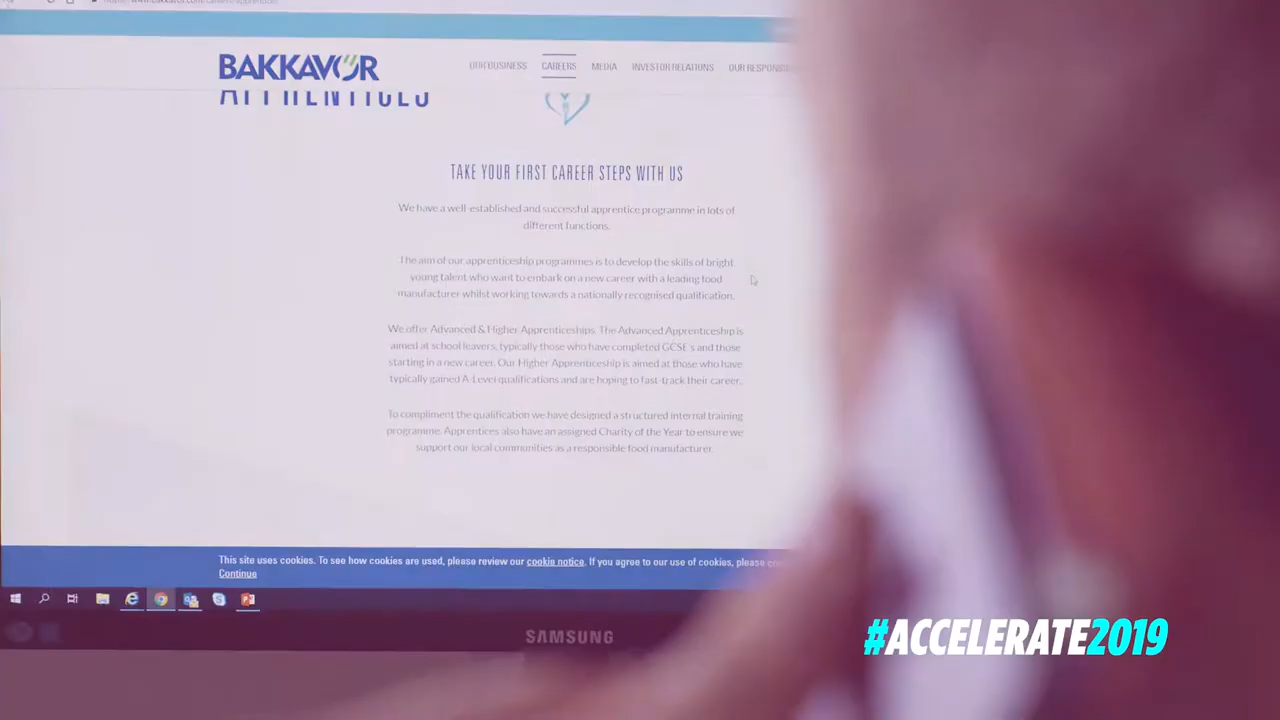 BAKKAVOR
OUR BUSINESS
CAREERS
MEDIA
INVESTOR RELATIONS
OUR
APPRENTICES
TAKE YOUR FIRST CAREER STEPS WITH US
We have a well-established and successful apprentice programme in lots of
different functions.
The aim of our apprenticeship programmes is to develop the skills of bright
young talent who want to embark on a new career with a leading food
manufacturer whilst working towards a nationally recognised qualification.
We offer Advanced & Higher Apprenticeships. The Advanced Apprenticeship is
aimed at school leavers, typically those who have completed GCSE's and those
starting in a new career. Our Higher Apprenticeship is aimed at those who have
typically gained A-Level qualifications and are hoping to fast-track their career.
To compliment the qualification we have designed a structured internal training
programme. Apprentices also have an assigned Charity of the Year to ensure we
support our local communities as a responsible food manufacturer.
This site uses cookies. To see how cookies are used, please review our cookie notice. If you agree to our use of cookies, please
Continue
SAMSUNG
#ACCELERATE2019